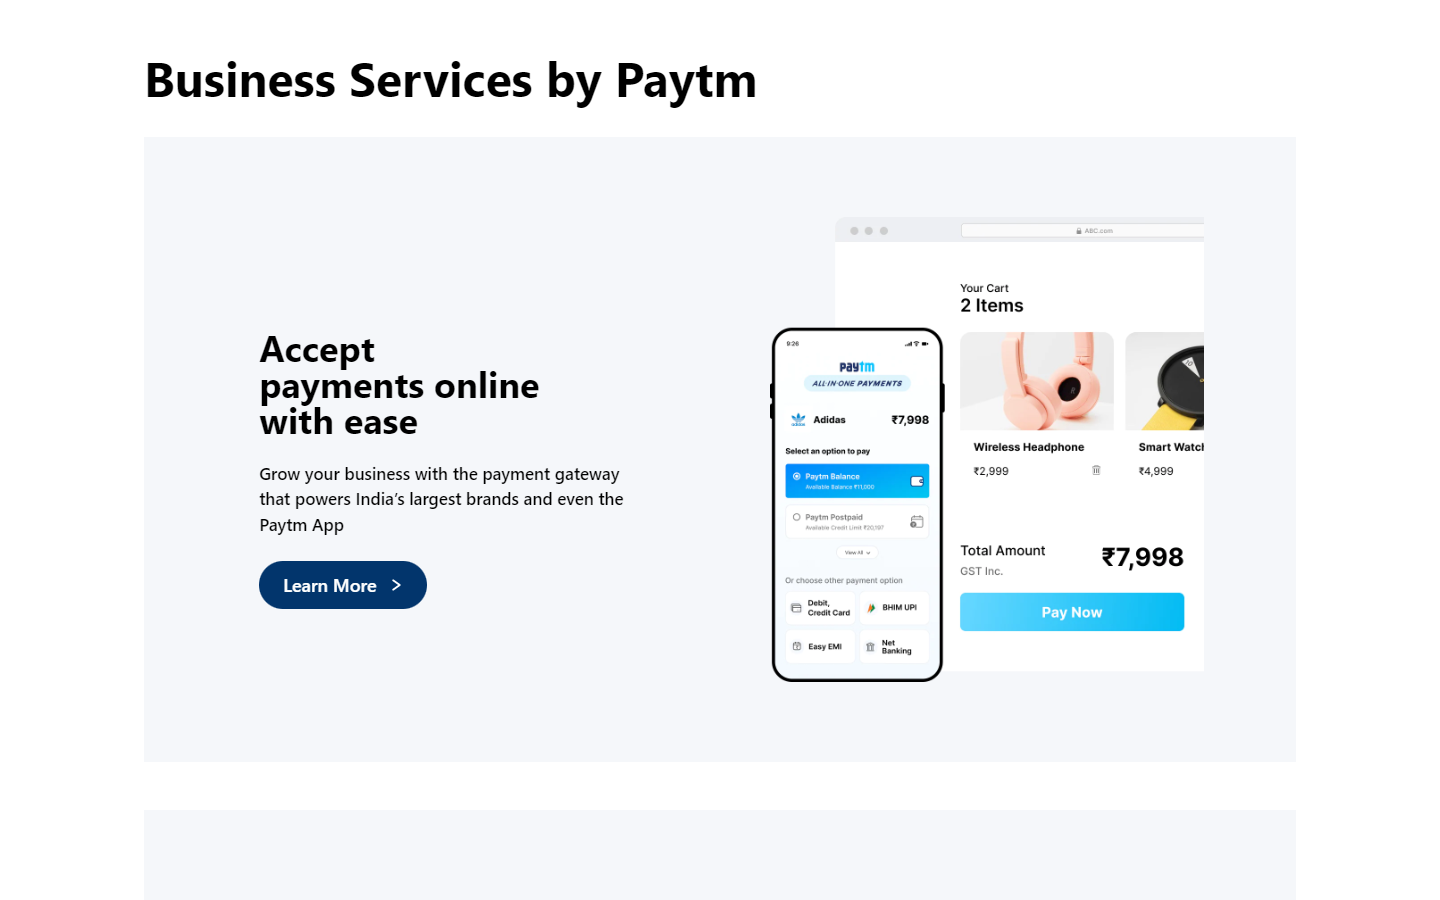 Business Services by Paytm
Accept
payments online
with ease
Grow your business with the payment gateway
that powers India’s largest brands and even the
Paytm App
Learn More
ABC.com
Your Cart
2 Items
Wireless Headphone
₹2,999
Smart Watch
₹4,999
Total Amount
₹7,998
GST Inc.
Pay Now
9:26
paytm
ALL-IN-ONE PAYMENTS
adidas
Adidas
₹7,998
Select an option to pay
Paytm Balance
Available Balance ₹11,000
Paytm Postpaid
Available Credit Limit ₹20,197
View All
Or choose other payment option
Debit,
Credit Card
BHIM UPI
Easy EMI
Net
Banking